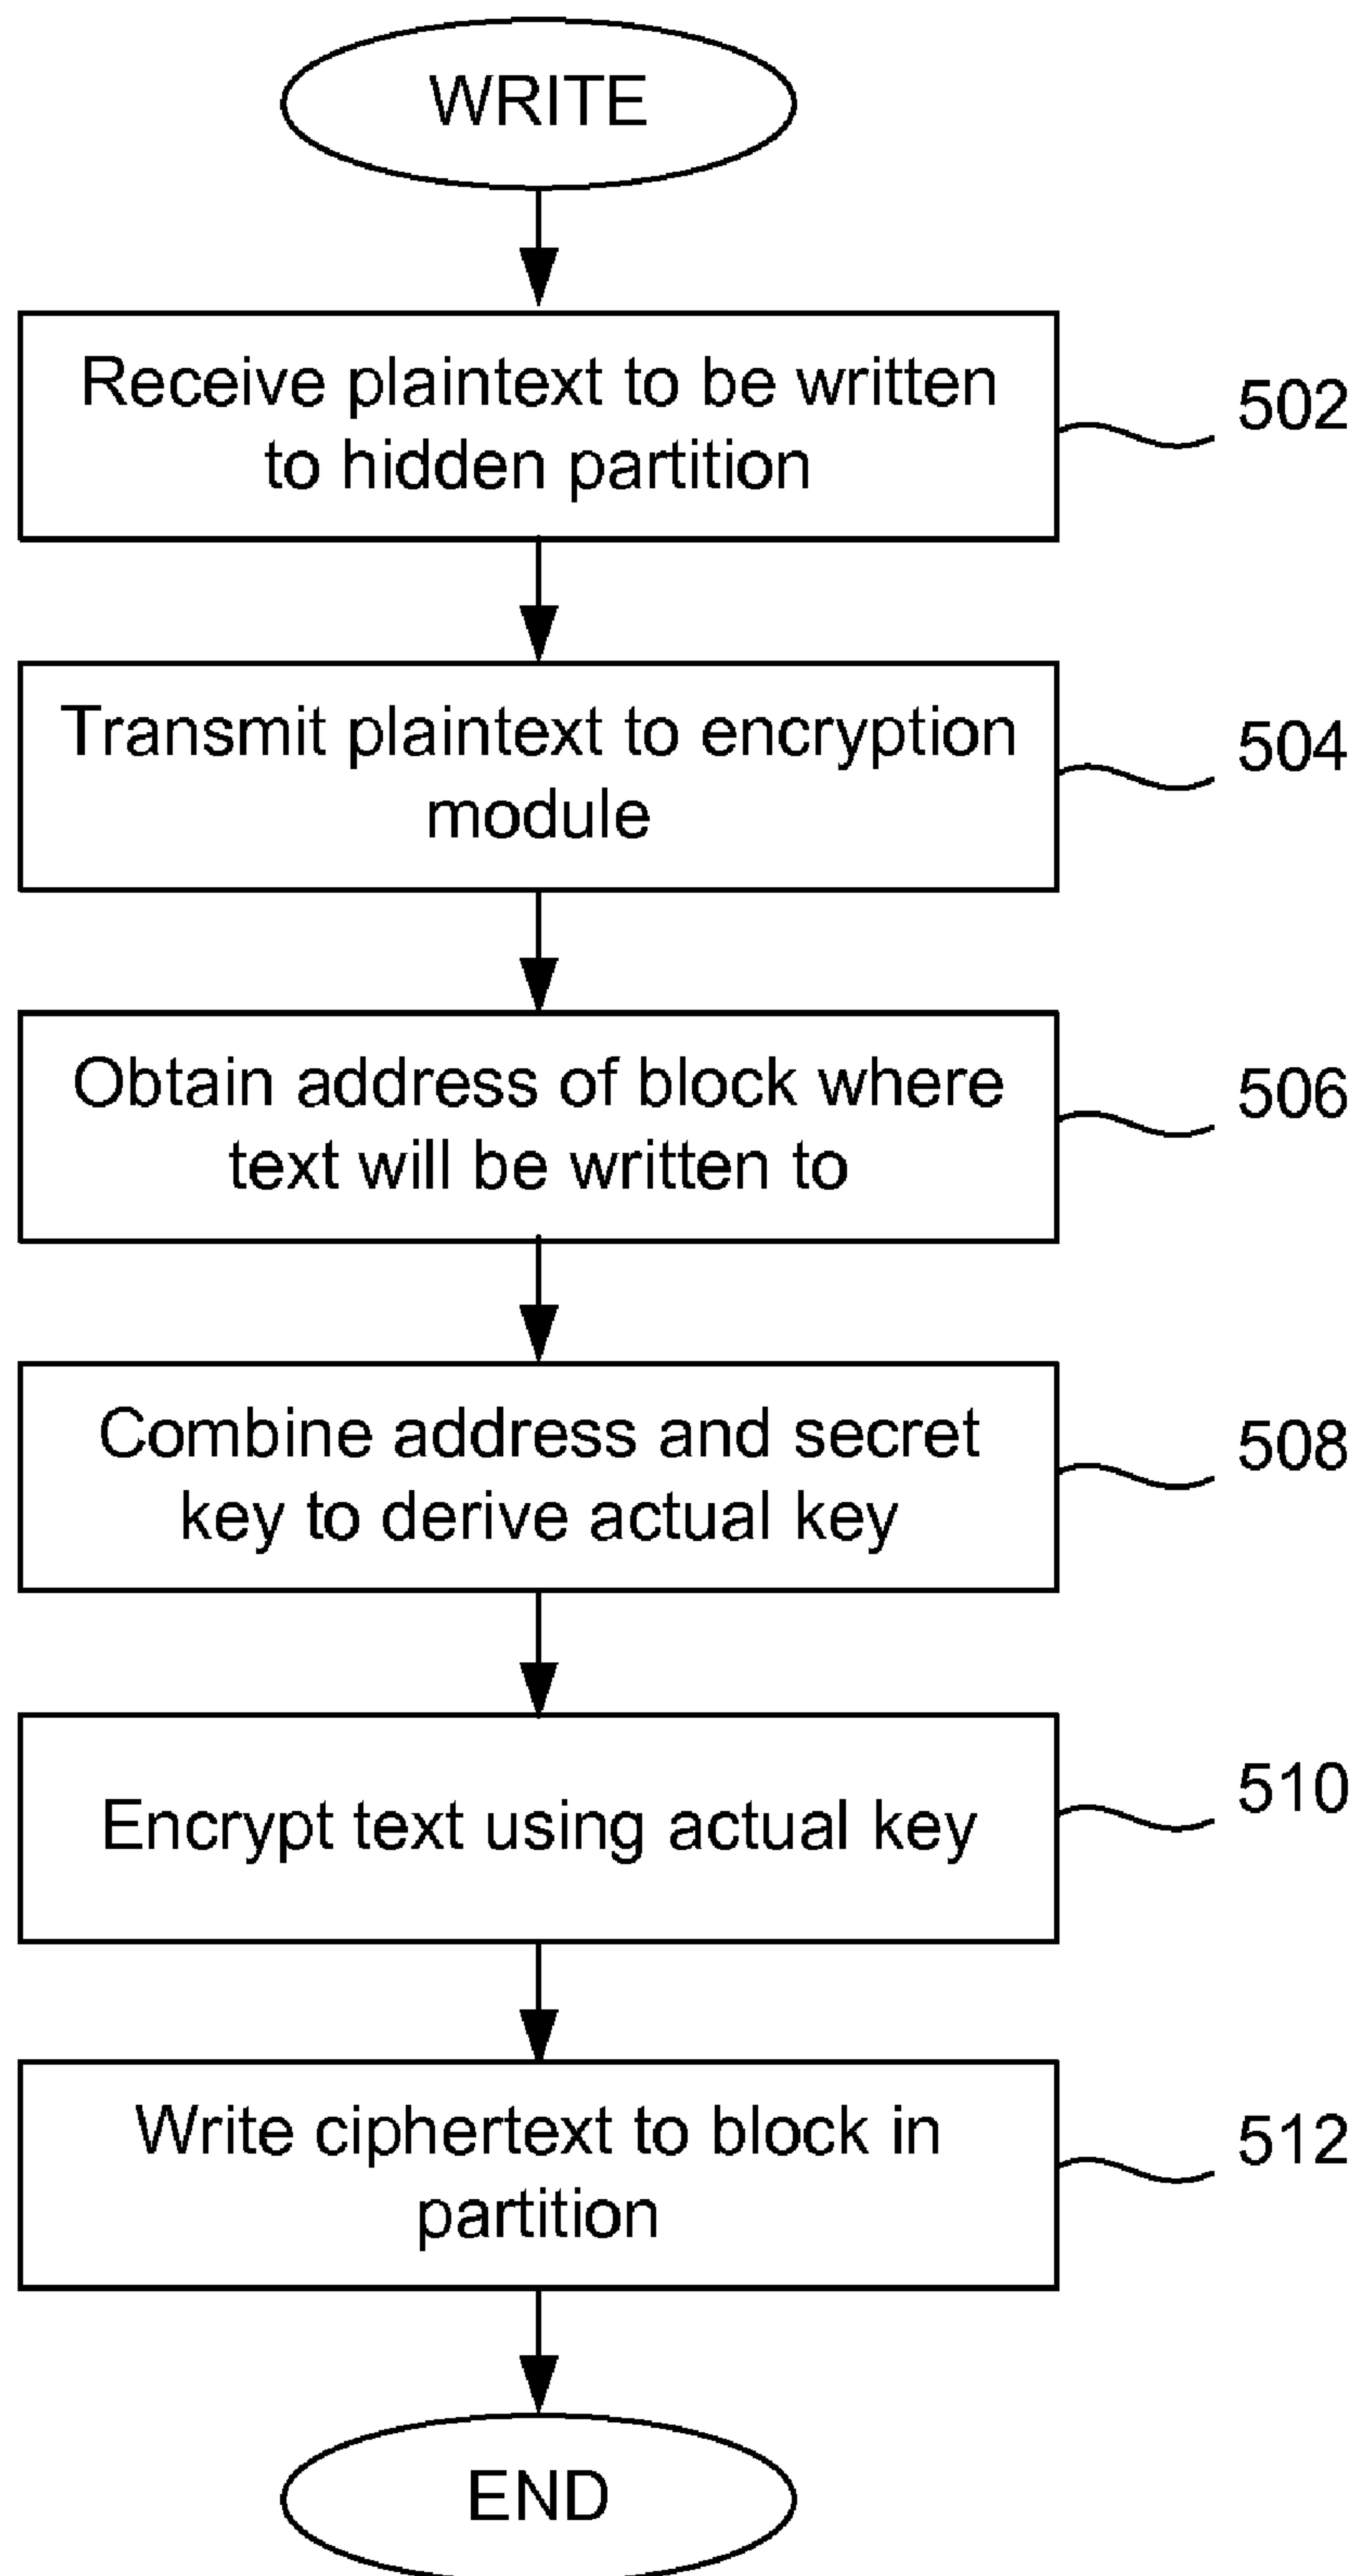 WRITE
Receive plaintext to be written
to hidden partition
502
Transmit plaintext to encryption
module
504
Obtain address of block where
text will be written to
506
Combine address and secret
key to derive actual key
508
Encrypt text using actual key
510
Write ciphertext to block in
partition
512
END